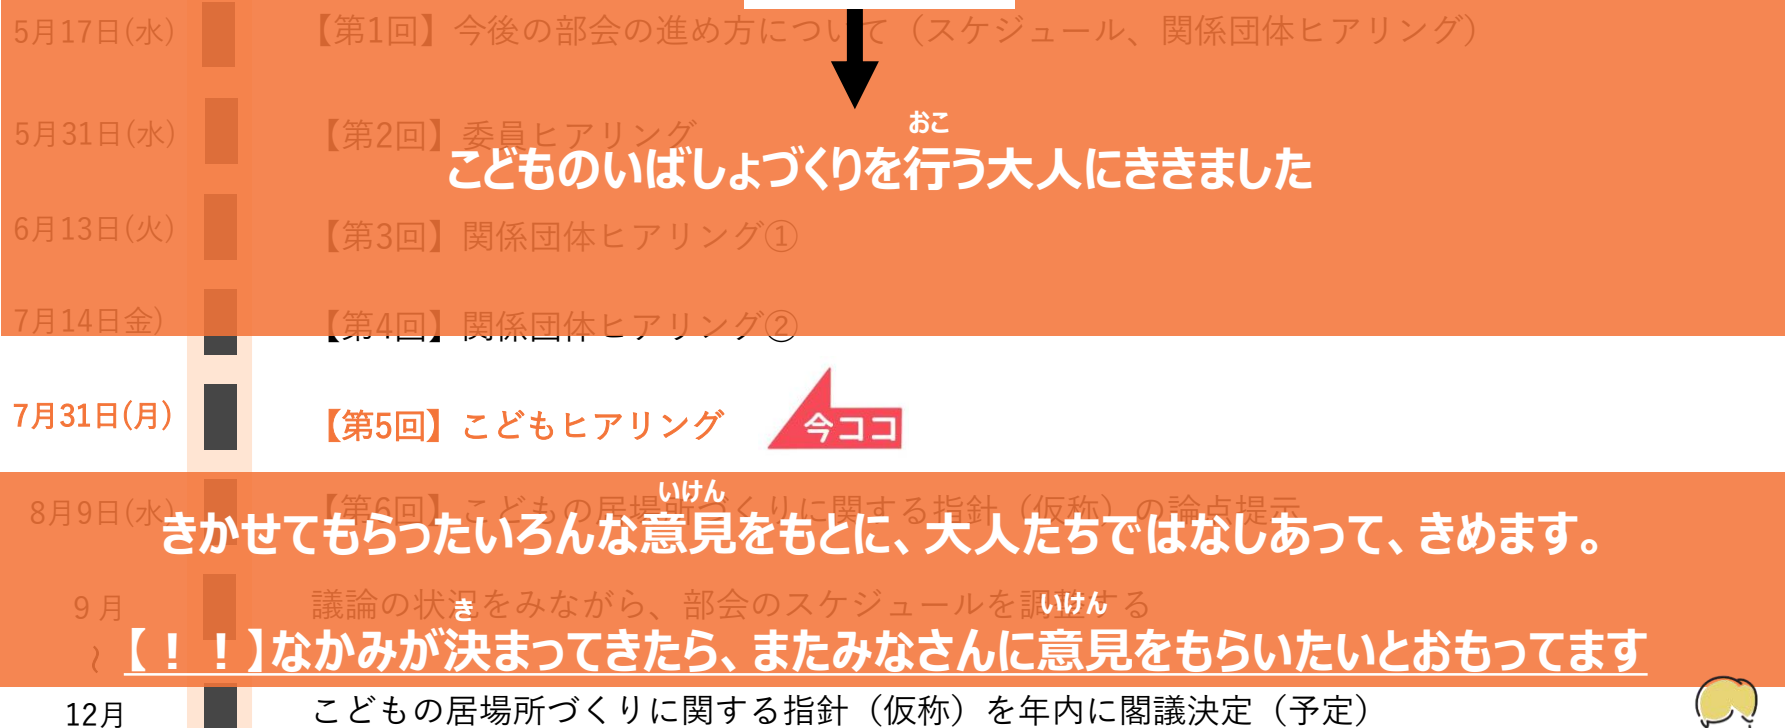 5月17日(水) 【第1回】今後の部会の進め方について（スケジュール、関係団体ヒアリング）
5月31日(水) 【第2回】委員ヒアリング
おこ
こどものいばしょづくりを行う大人にききました
6月13日(火) 【第3回】関係団体ヒアリング①
7月14日金) 【第4回】関係団体ヒアリング②
7月31日(月) 【第5回】こどもヒアリング 今ココ
8月9日(水) 【第6回】こどもの居場所づくりに関する指針（仮称）の論点提示
いけん
きかせてもらったいろんな意見をもとに、大人たちではなしあって、きめます。
9月 議論の状況をみながら、部会のスケジュールを調整する
～
き いけん
【！！】なかみが決まってきたら、またみなさんに意見をもらいたいとおもってます
12月 こどもの居場所づくりに関する指針（仮称）を年内に閣議決定（予定）